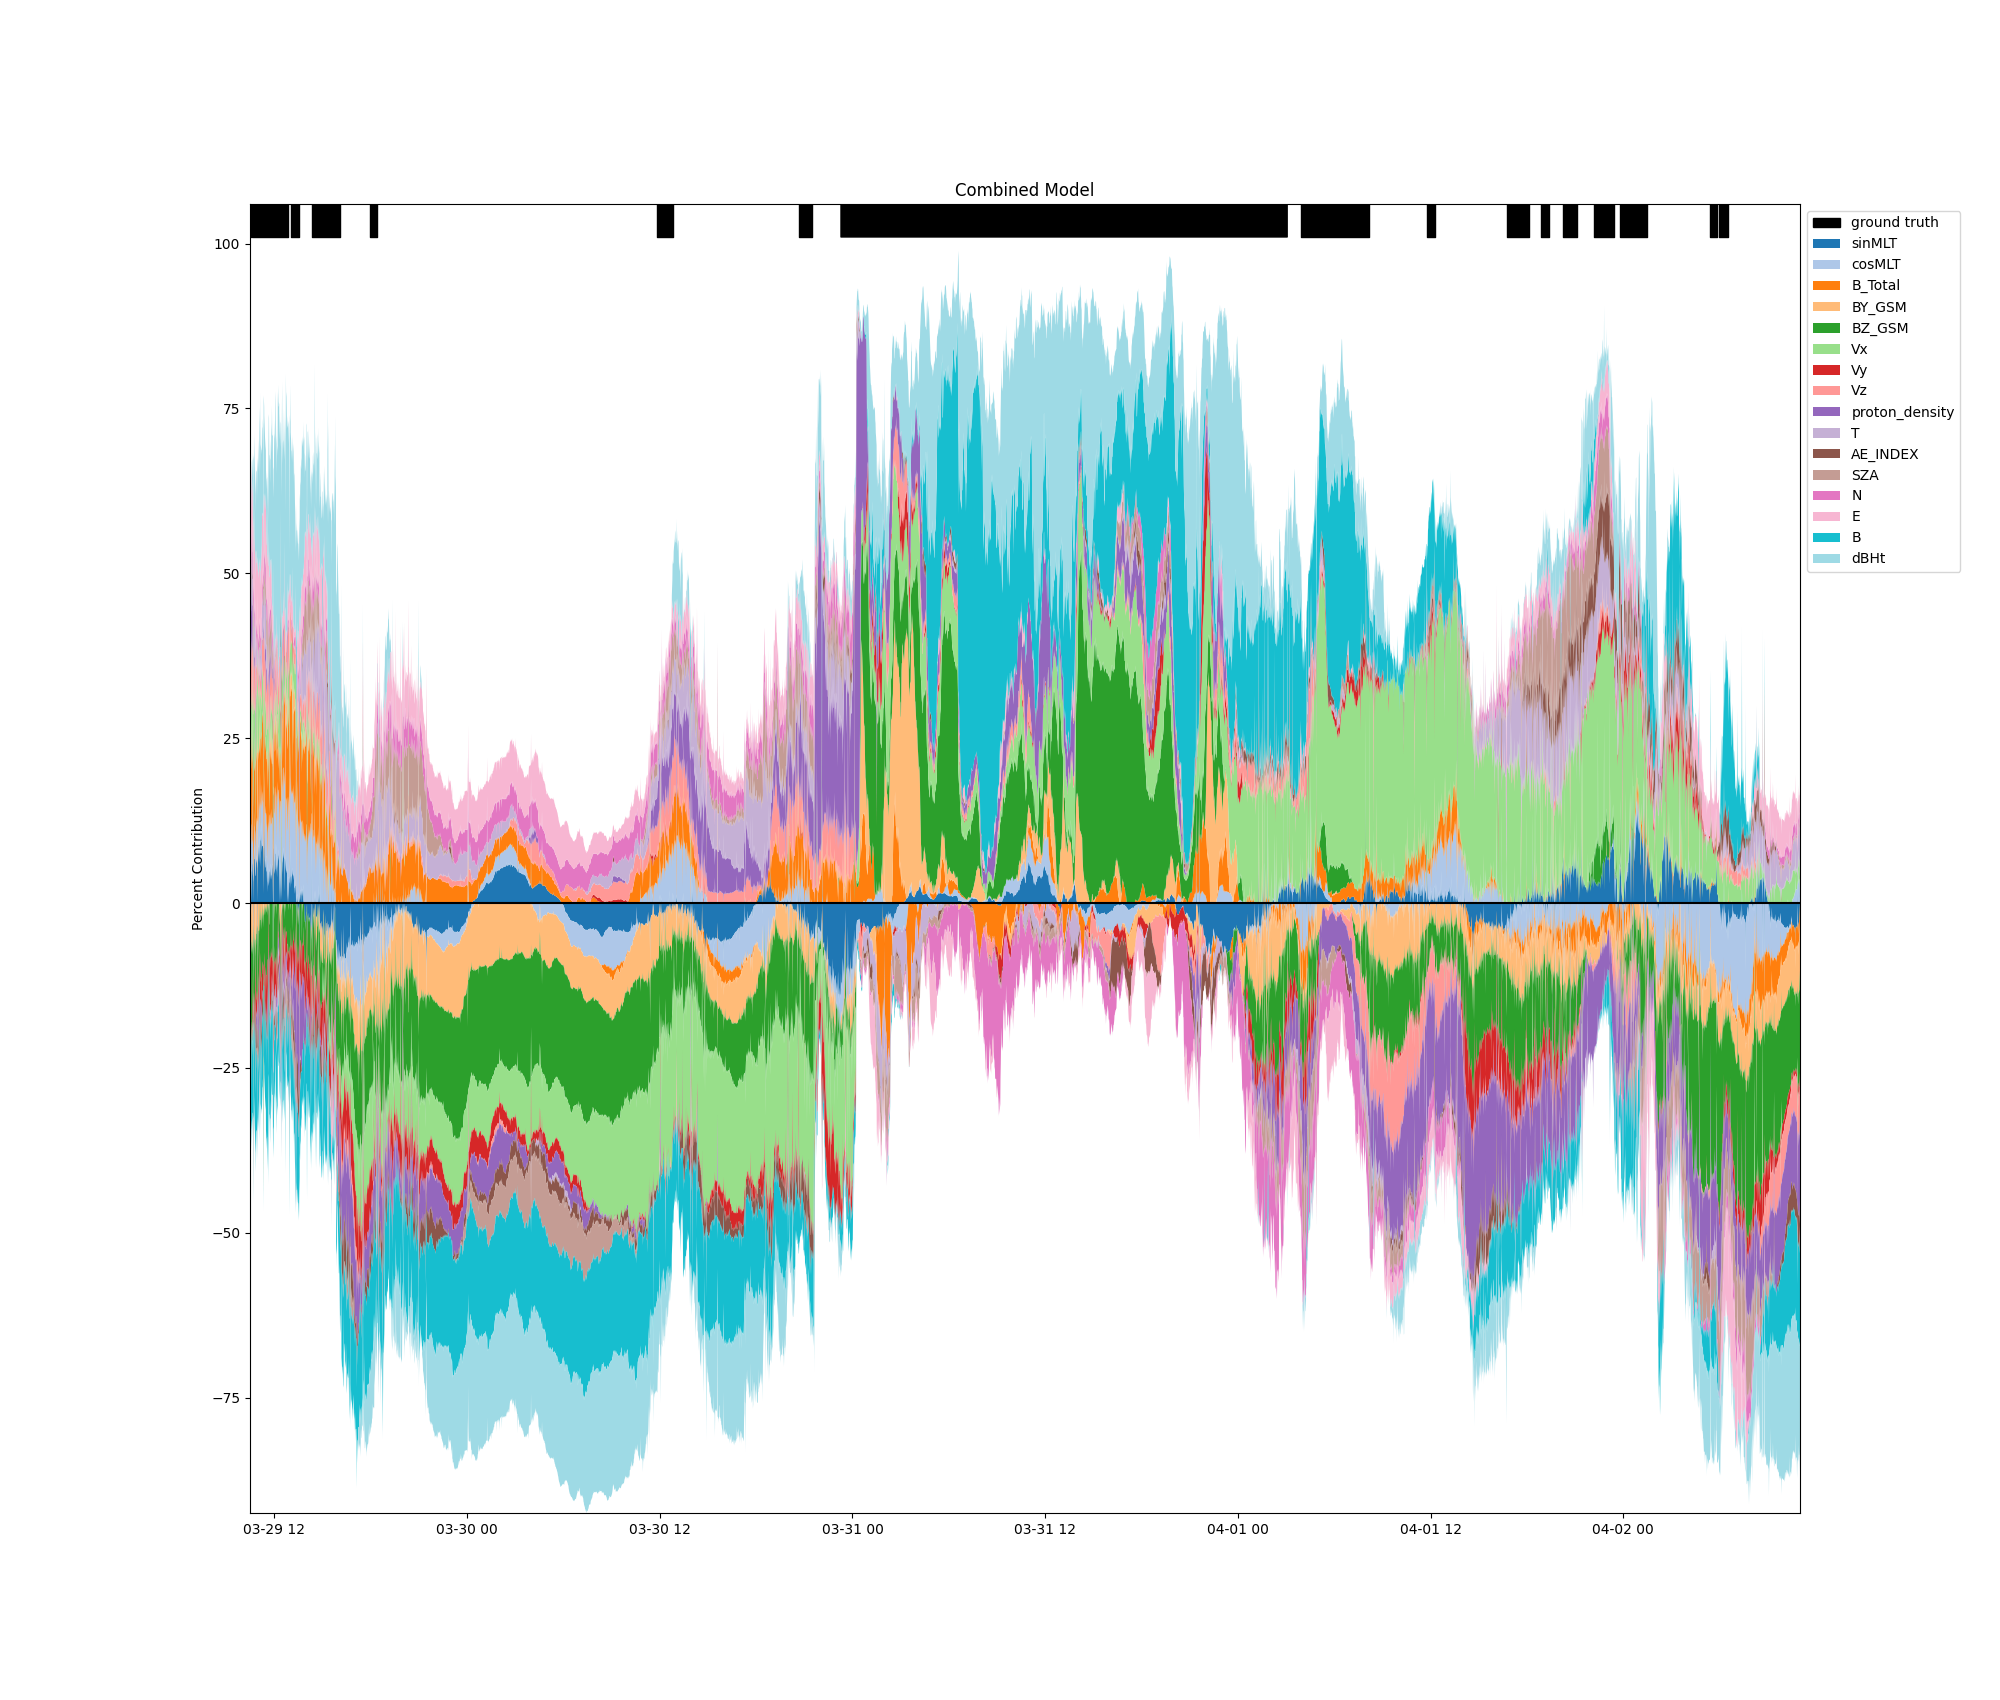 Combined Model
100
75
50
25
0
−25
−50
−75
Percent Contribution
03-29 12
03-30 00
03-30 12
03-31 00
03-31 12
04-01 00
04-01 12
04-02 00
ground truth
sinMLT
cosMLT
B_Total
BY_GSM
BZ_GSM
Vx
Vy
Vz
proton_density
T
AE_INDEX
SZA
N
E
B
dBHt